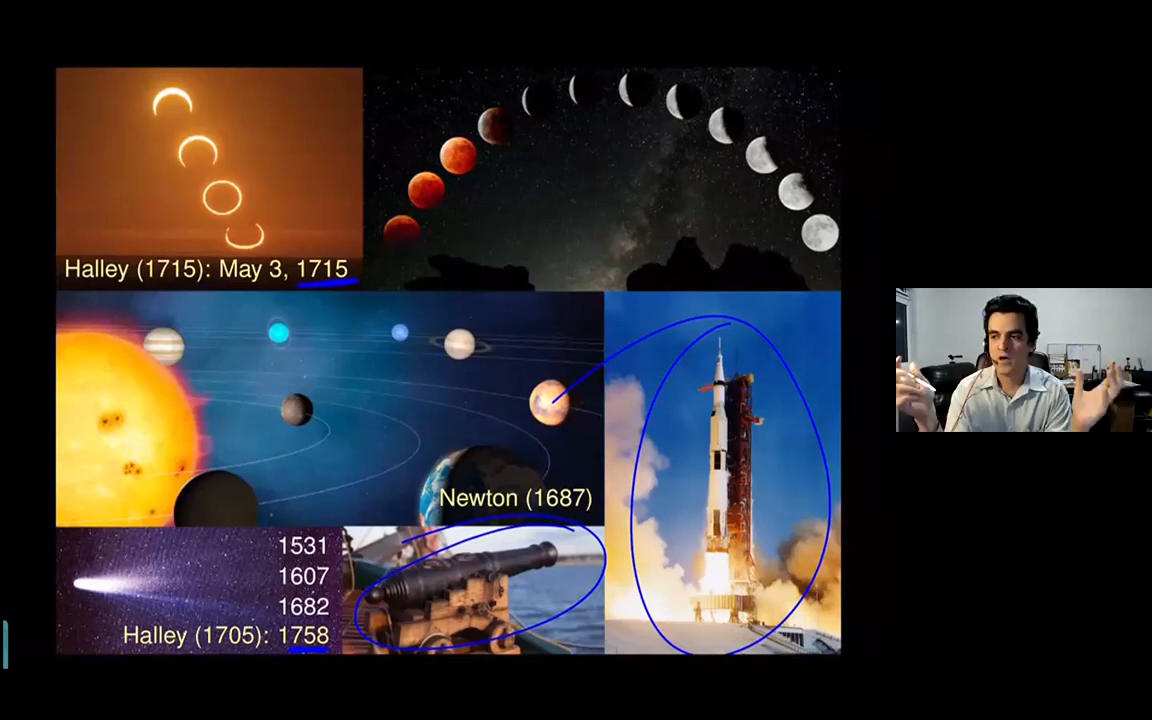 Halley (1715): May 3, 1715
Newton (1687)
1531
1607
1682
Halley (1705): 1758